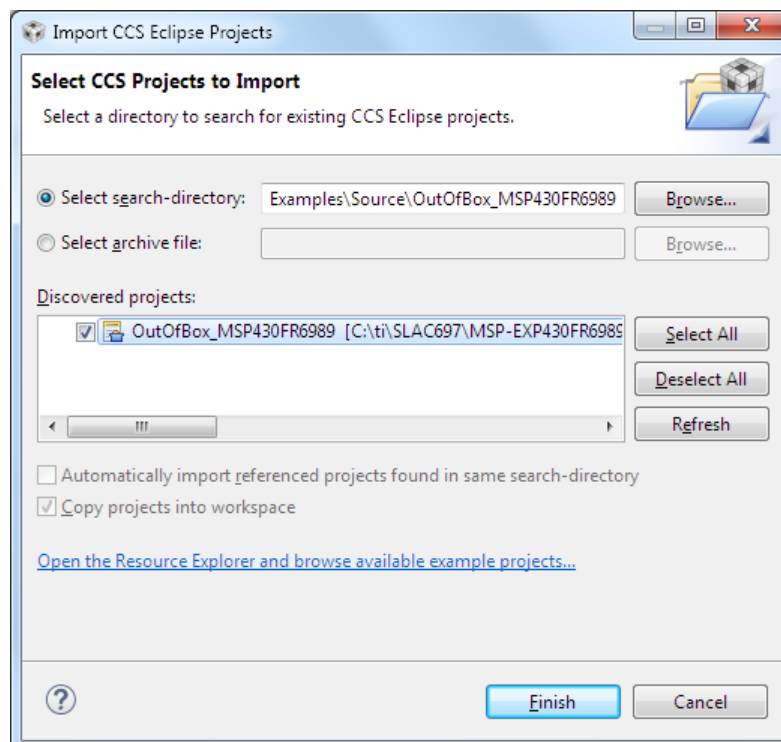 Import CCS Eclipse Projects
Select CCS Projects to Import
Select a directory to search for existing CCS Eclipse projects.
Select search-directory: Examples\Source\OutOfBox_MSP430FR6989 Browse...
Select archive file: Browse...
Discovered projects:
OutOfBox_MSP430FR6989 [C:\ti\SLAC697\MSP-EXP430FR6989 Select All
Deselect All
Refresh
Automatically import referenced projects found in same search-directory
Copy projects into workspace
Open the Resource Explorer and browse available example projects...
? Finish Cancel